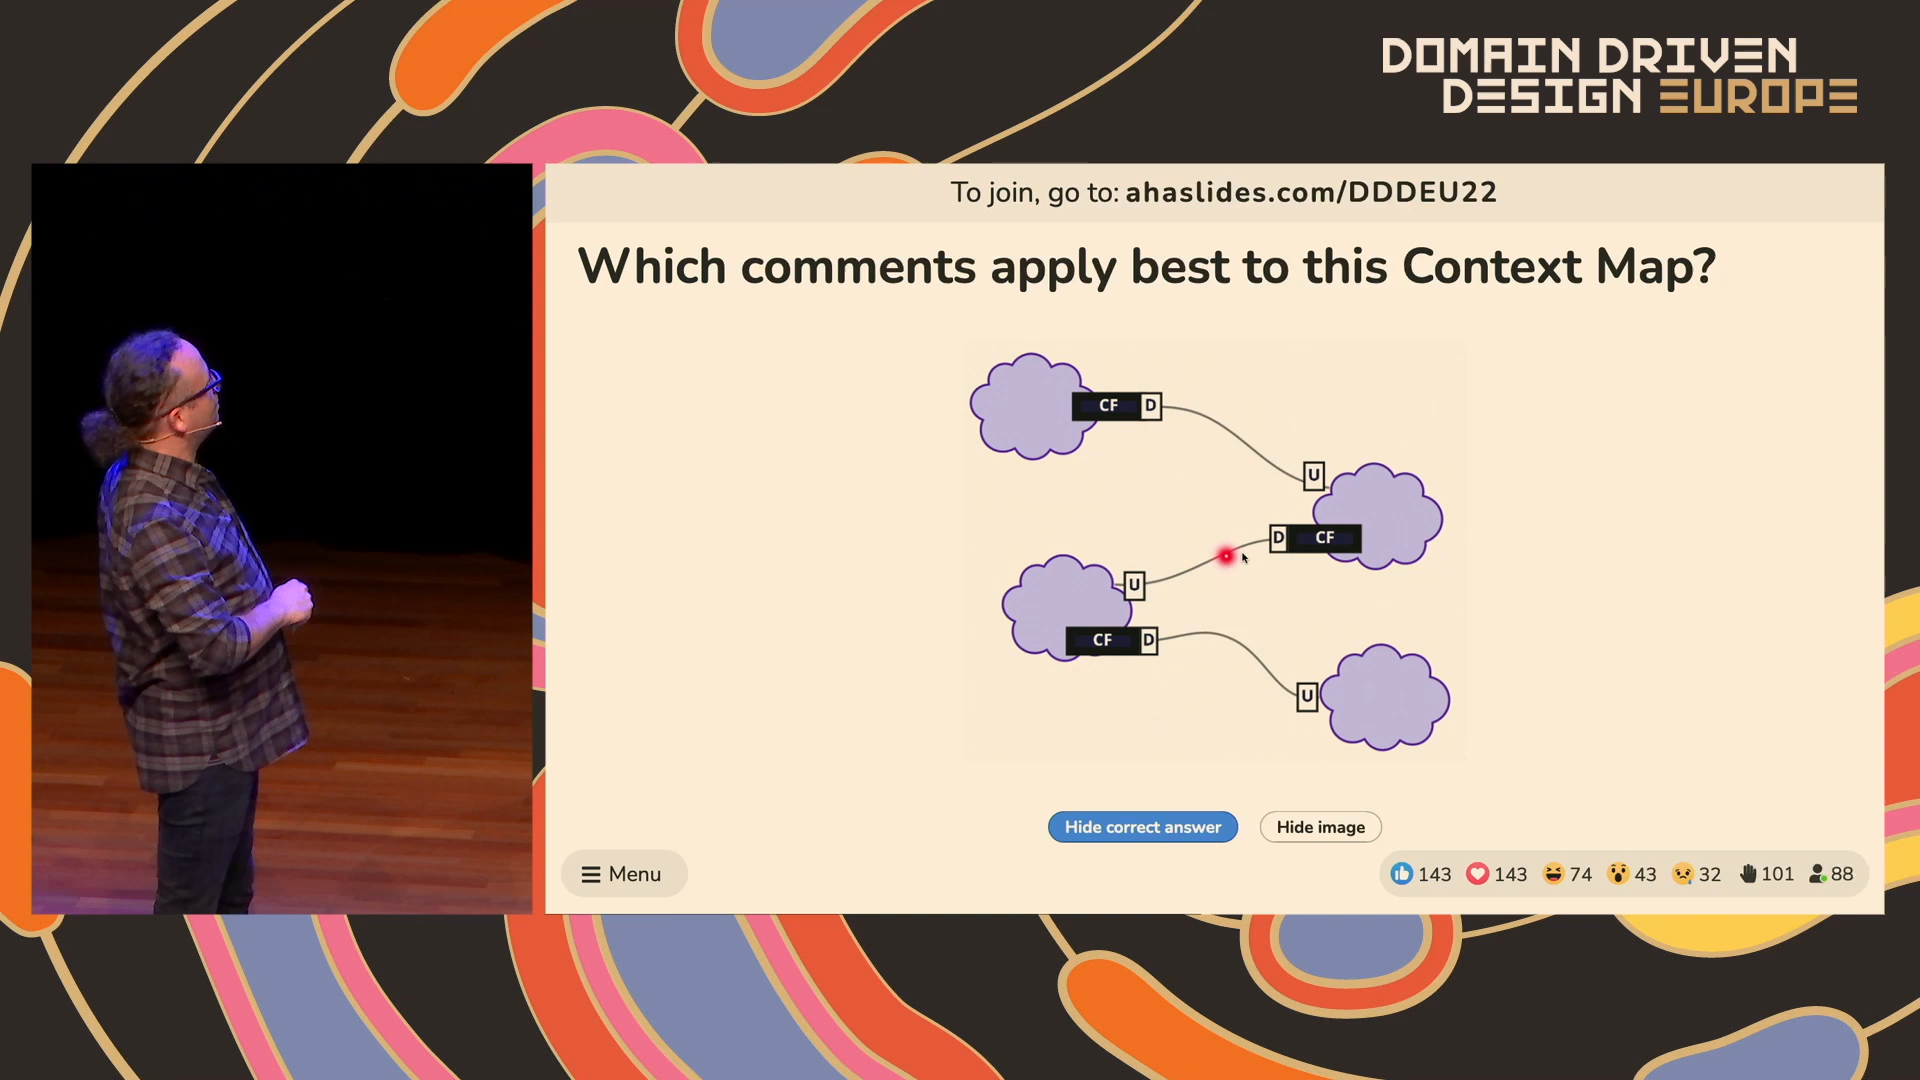 DOMAIN DRIVEN
DESIGN EUROPE
To join, go to: ahaslides.com/DDDEU22
Which comments apply best to this Context Map?
CF D
U
D CF
U
CF D
U
Hide correct answer
Hide image
Menu
143
143
74
43
32
101
88